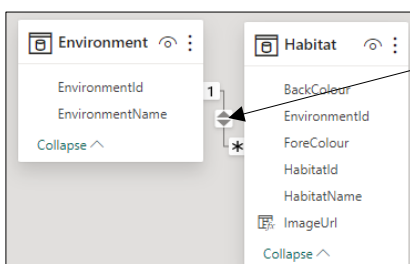 Environment
EnvironmentId
EnvironmentName
Collapse
1
*
Habitat
BackColour
EnvironmentId
ForeColour
HabitatId
HabitatName
ImageUrl
Collapse